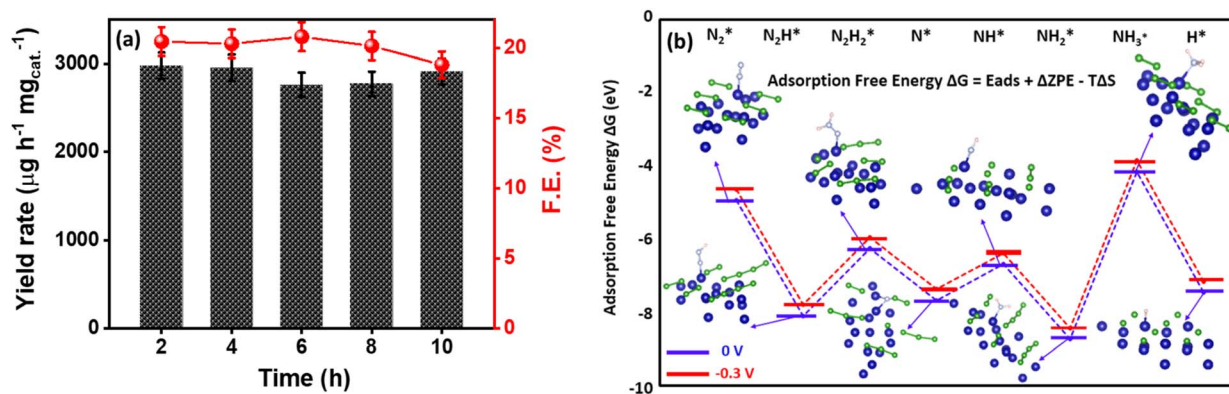 (a)
Yield rate (μg h⁻¹ mg_cat.⁻¹)
3000
2000
1000
0
2 4 6 8 10
Time (h)
20
15
10
5
0
F.E. (%)
(b)
N₂* N₂H* N₂H₂* N* NH* NH₂* NH₃* H*
Adsorption Free Energy ΔG = Eads + ΔZPE - TΔS
Adsorption Free Energy ΔG (eV)
-0
-2
-4
-6
-8
-10
0 V
-0.3 V